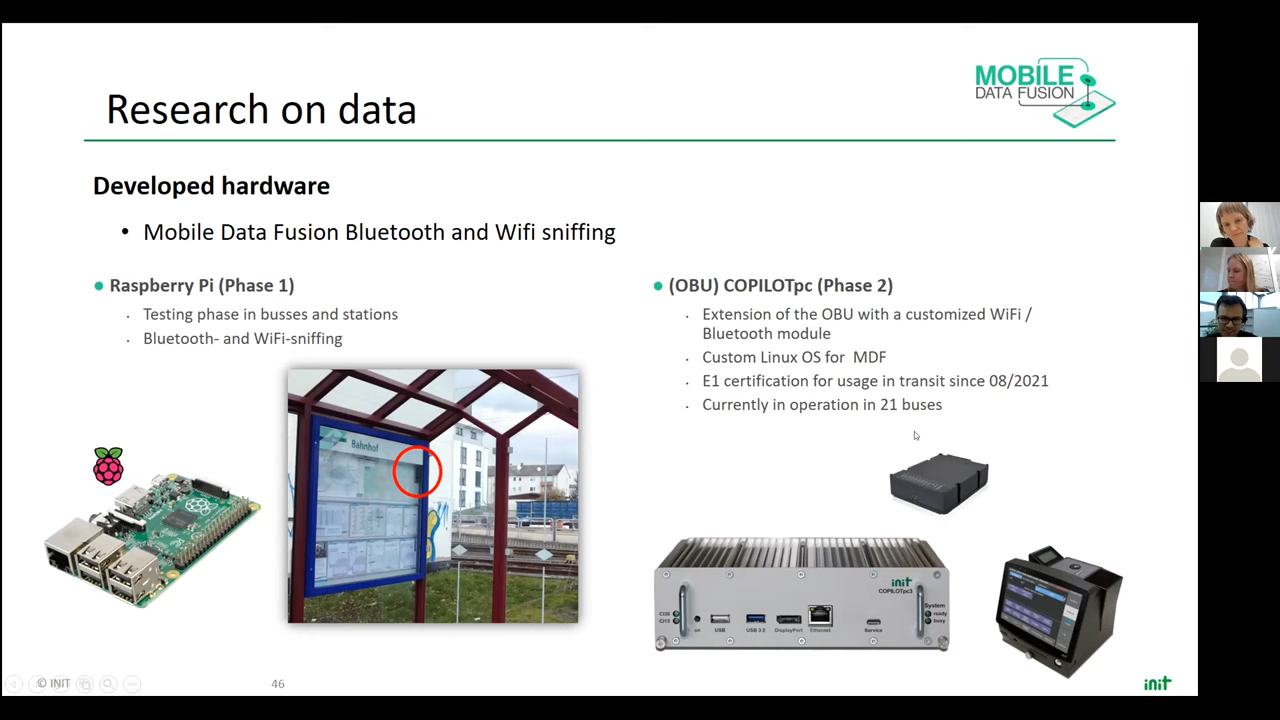 MOBILE
DATA FUSION
Research on data
Developed hardware
• Mobile Data Fusion Bluetooth and Wifi sniffing
Raspberry Pi (Phase 1)
Testing phase in busses and stations
Bluetooth- and WiFi-sniffing
(OBU) COPILOTpc (Phase 2)
Extension of the OBU with a customized WiFi /
Bluetooth module
Custom Linux OS for MDF
E1 certification for usage in transit since 08/2021
Currently in operation in 21 buses
Bahnhof
init
COPILOTpc3
System
ready
busy
on
USB
USB 3.0
DisplayPort
Ethernet
Service
© INIT
46
init